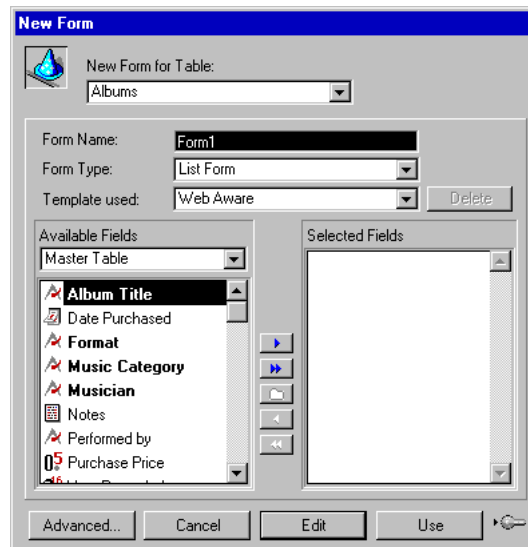 New Form
New Form for Table:
Albums
Form Name:
Form1
Form Type:
List Form
Template used:
Web Aware
Delete
Available Fields
Master Table
Album Title
Date Purchased
Format
Music Category
Musician
Notes
Performed by
Purchase Price
Selected Fields
Advanced...
Cancel
Edit
Use